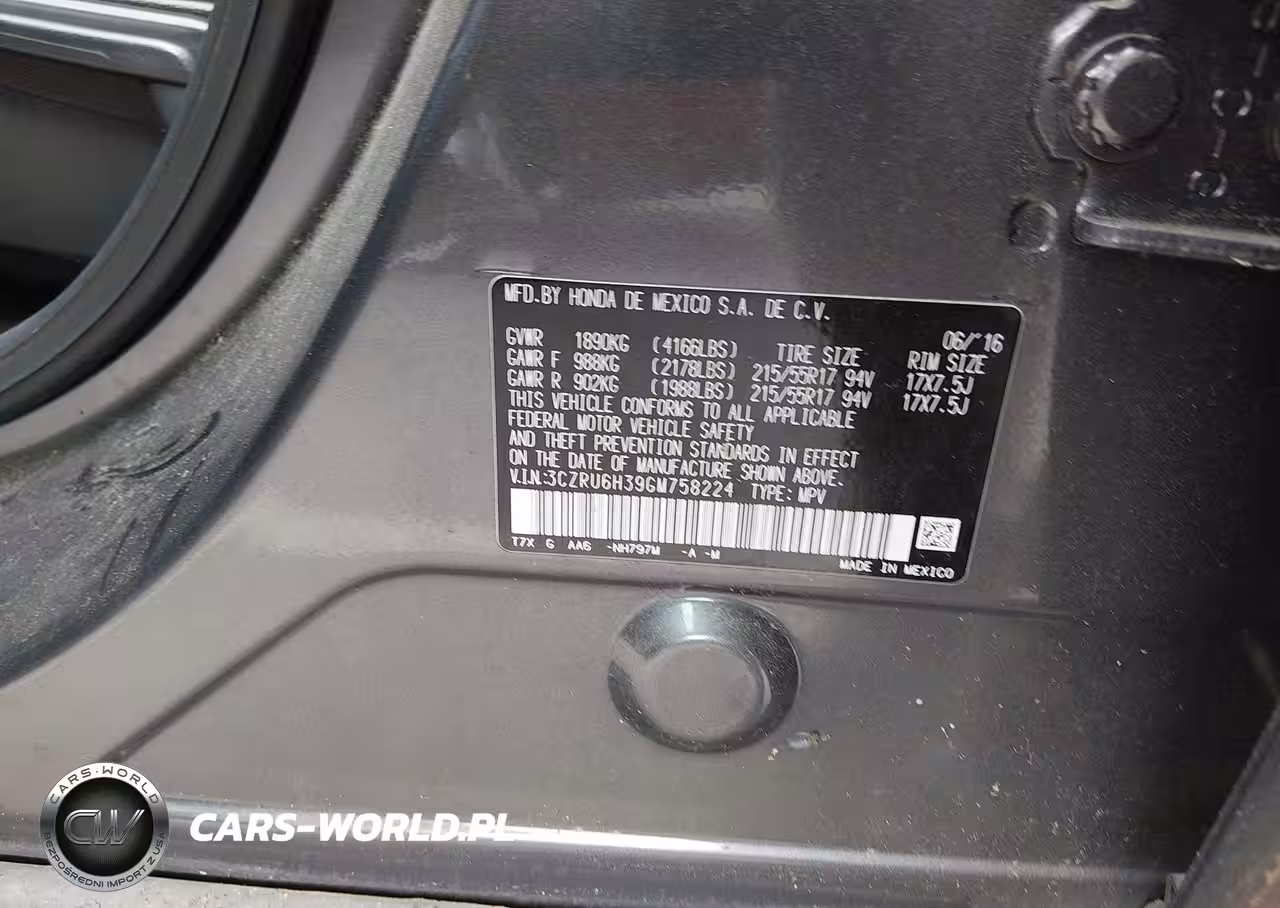 MFD.BY HONDA DE MEXICO S.A. DE C.V.
06/'16
GVWR 1890KG (4166LBS) TIRE SIZE RIM SIZE
GAWR F 988KG (2178LBS) 215/55R17 94V 17X7.5J
GAWR R 902KG (1988LBS) 215/55R17 94V 17X7.5J
THIS VEHICLE CONFORMS TO ALL APPLICABLE
FEDERAL MOTOR VEHICLE SAFETY
AND THEFT PREVENTION STANDARDS IN EFFECT
ON THE DATE OF MANUFACTURE SHOWN ABOVE.
V.I.N.:3CZRU6H39GM758224 TYPE: MPV
T7X G AA6 -NH797M -A -M
MADE IN MEXICO
CARS-WORLD
CW
BEZPOŚREDNI IMPORT Z USA
CARS-WORLD.PL